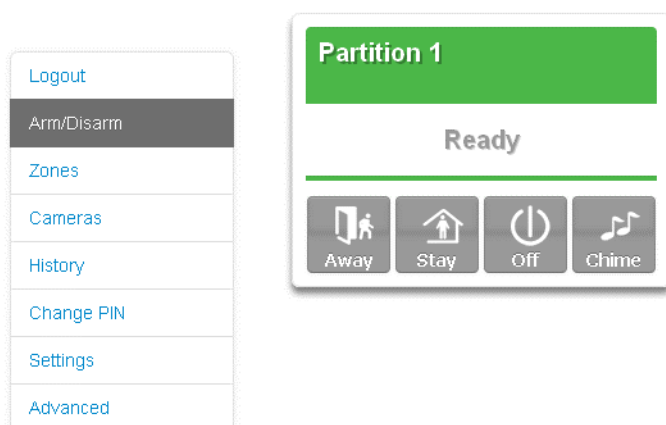 Logout
Arm/Disarm
Zones
Cameras
History
Change PIN
Settings
Advanced
Partition 1
Ready
Away Stay Off Chime